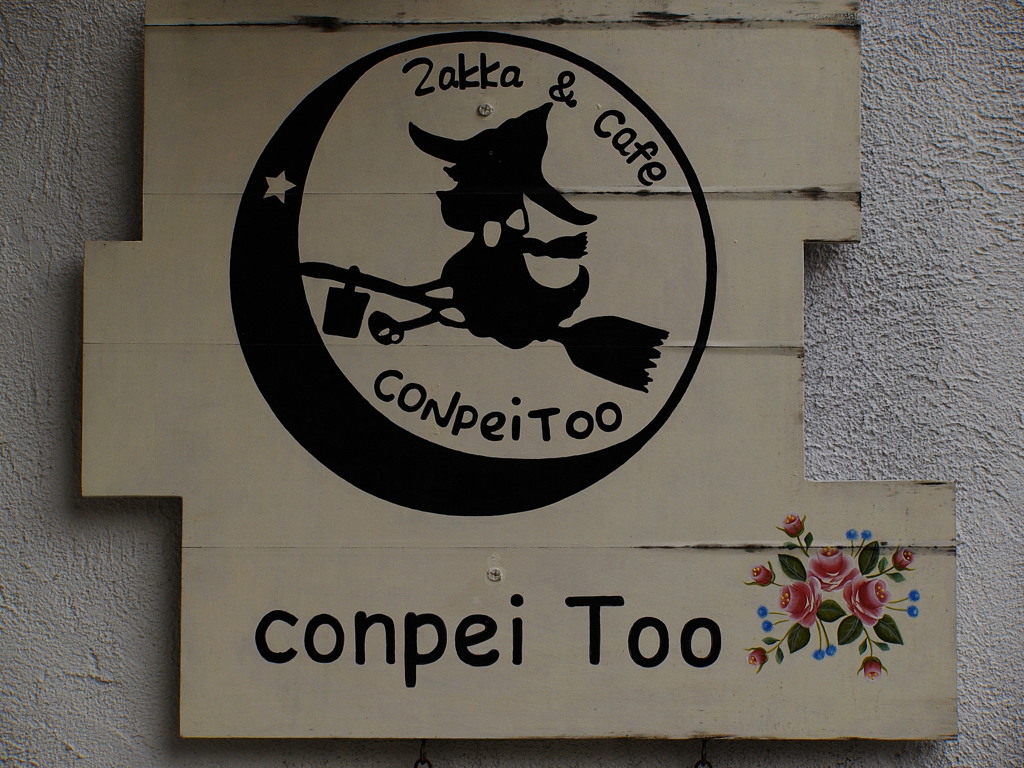 Zakka & cafe
CONpeiTOO
conpei Too